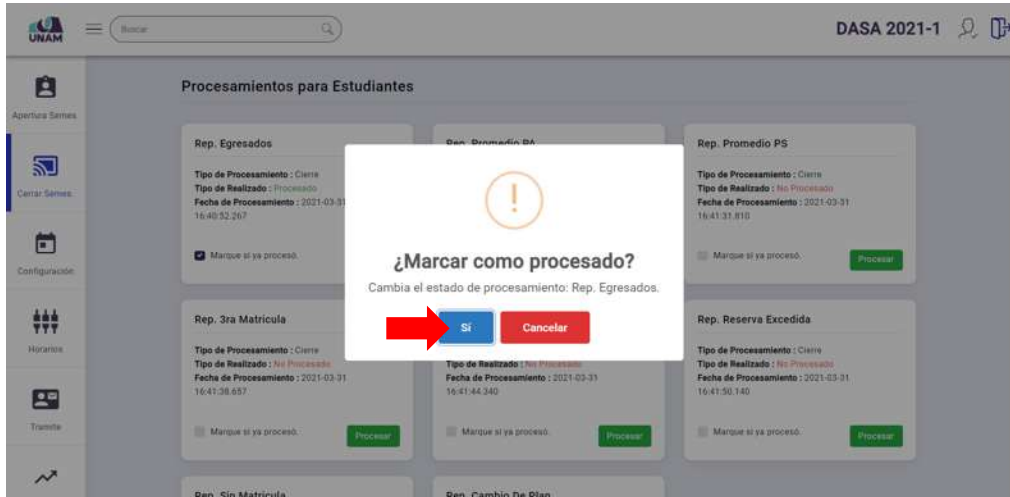 UNAM
Buscar
DASA 2021-1
Apertura Semes.
Cerrar Semes.
Configuración
Horarios
Tramite
Procesamientos para Estudiantes
Rep. Egresados
Tipo de Procesamiento : Cierre
Tipo de Realizado : Procesado
Fecha de Procesamiento : 2021-03-31
16:40:52.267
Marque si ya procesó.
Rep. Promedio PA
Rep. Promedio PS
Tipo de Procesamiento : Cierre
Tipo de Realizado : No Procesado
Fecha de Procesamiento : 2021-03-31
16:41:31.810
Marque si ya procesó.
Procesar
¿Marcar como procesado?
Cambia el estado de procesamiento: Rep. Egresados.
Sí
Cancelar
Rep. 3ra Matricula
Tipo de Procesamiento : Cierre
Tipo de Realizado : No Procesado
Fecha de Procesamiento : 2021-03-31
16:41:38.657
Marque si ya procesó.
Procesar
Tipo de Realizado : No Procesado
Fecha de Procesamiento : 2021-03-31
16:41:44.340
Marque si ya procesó.
Procesar
Rep. Reserva Excedida
Tipo de Procesamiento : Cierre
Tipo de Realizado : No Procesado
Fecha de Procesamiento : 2021-03-31
16:41:50.140
Marque si ya procesó.
Procesar
Rep. Sin Matricula
Rep. Cambio De Plan